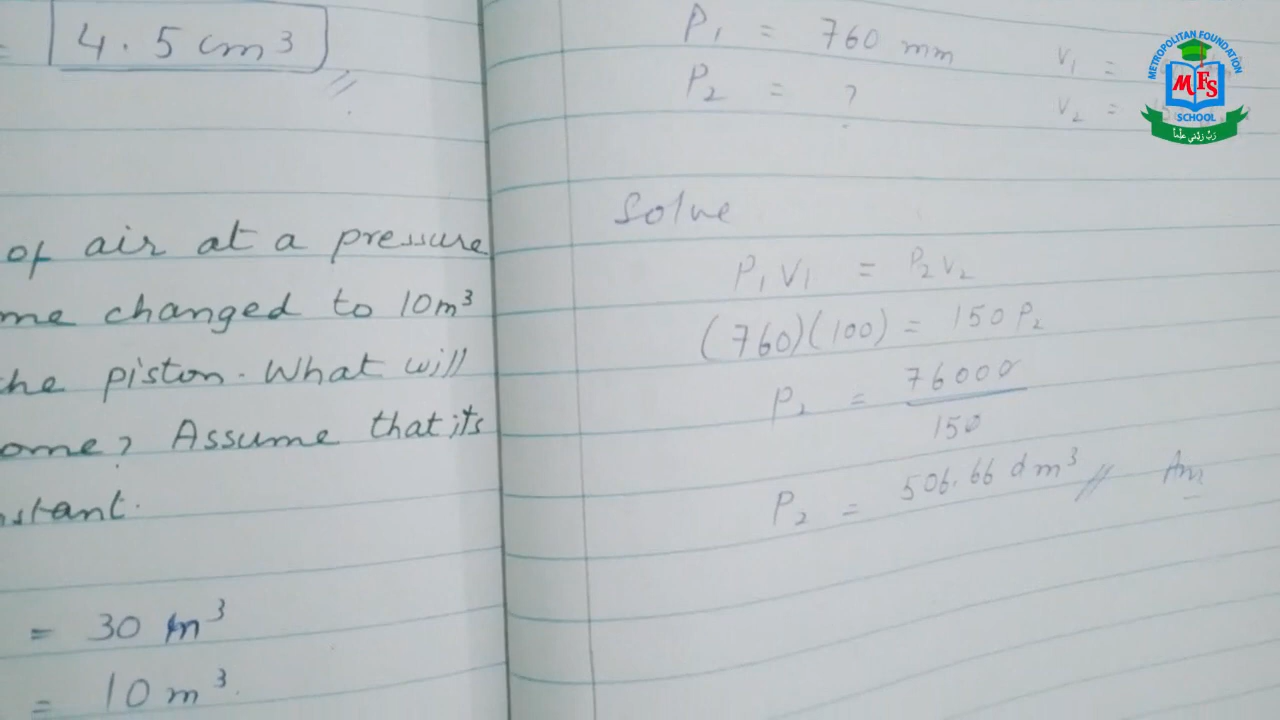 = 4.5 cm³
of air at a pressure
me changed to 10m³
he piston. What will
ome? Assume that its
nstant.
= 30 m³
= 10 m³.
P₁ = 760 mm
V₁ =
P₂ = ?
V₂ =
Solve
P₁V₁ = P₂V₂
(760)(100) = 150 P₂
P₂ = 76000
150
P₂ = 506.66 dm³ Ans
METROPOLITAN FOUNDATION
MFS
SCHOOL
رَبِّ زِدْنِي عِلْمًا